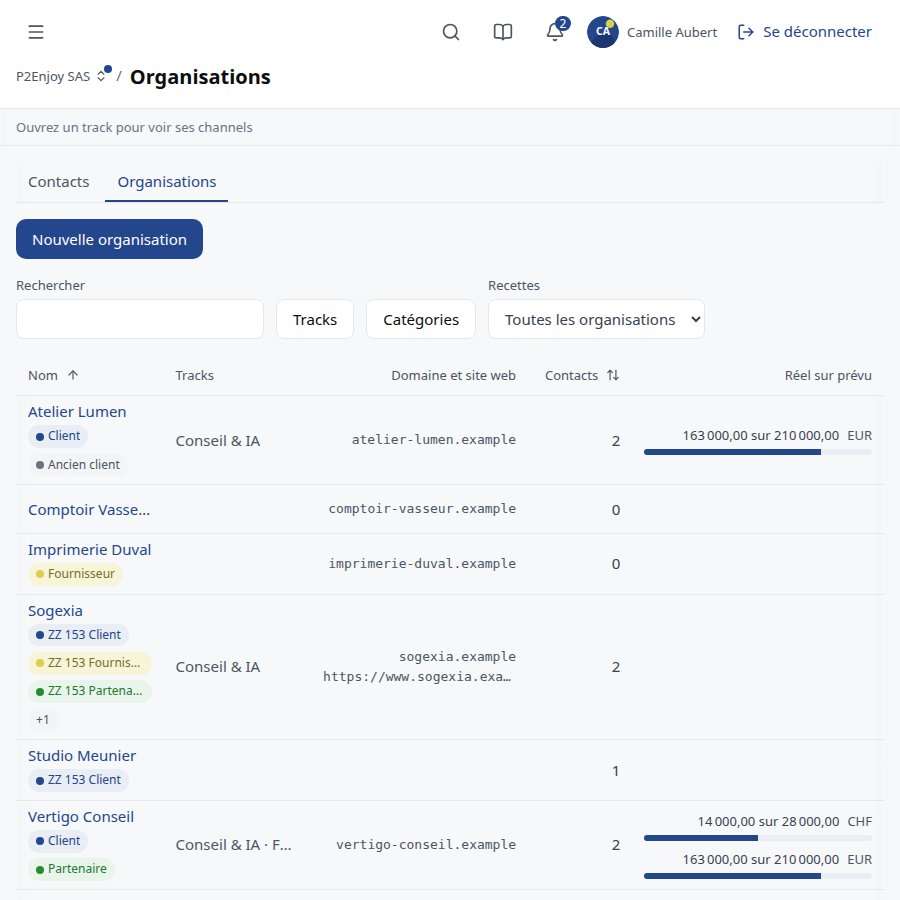 2
CA
Camille Aubert
Se déconnecter
P2Enjoy SAS / Organisations
Ouvrez un track pour voir ses channels
Contacts Organisations
Nouvelle organisation
Rechercher Recettes
Tracks Catégories Toutes les organisations
Nom Tracks Domaine et site web Contacts Réel sur prévu
Atelier Lumen
Client
Ancien client
Conseil & IA
atelier-lumen.example
2
163 000,00 sur 210 000,00 EUR
Comptoir Vasse…
comptoir-vasseur.example
0
Imprimerie Duval
Fournisseur
imprimerie-duval.example
0
Sogexia
ZZ 153 Client
ZZ 153 Fournis…
ZZ 153 Partena…
+1
Conseil & IA
sogexia.example
https://www.sogexia.exa…
2
Studio Meunier
ZZ 153 Client
1
Vertigo Conseil
Client
Partenaire
Conseil & IA · F…
vertigo-conseil.example
2
14 000,00 sur 28 000,00 CHF
163 000,00 sur 210 000,00 EUR